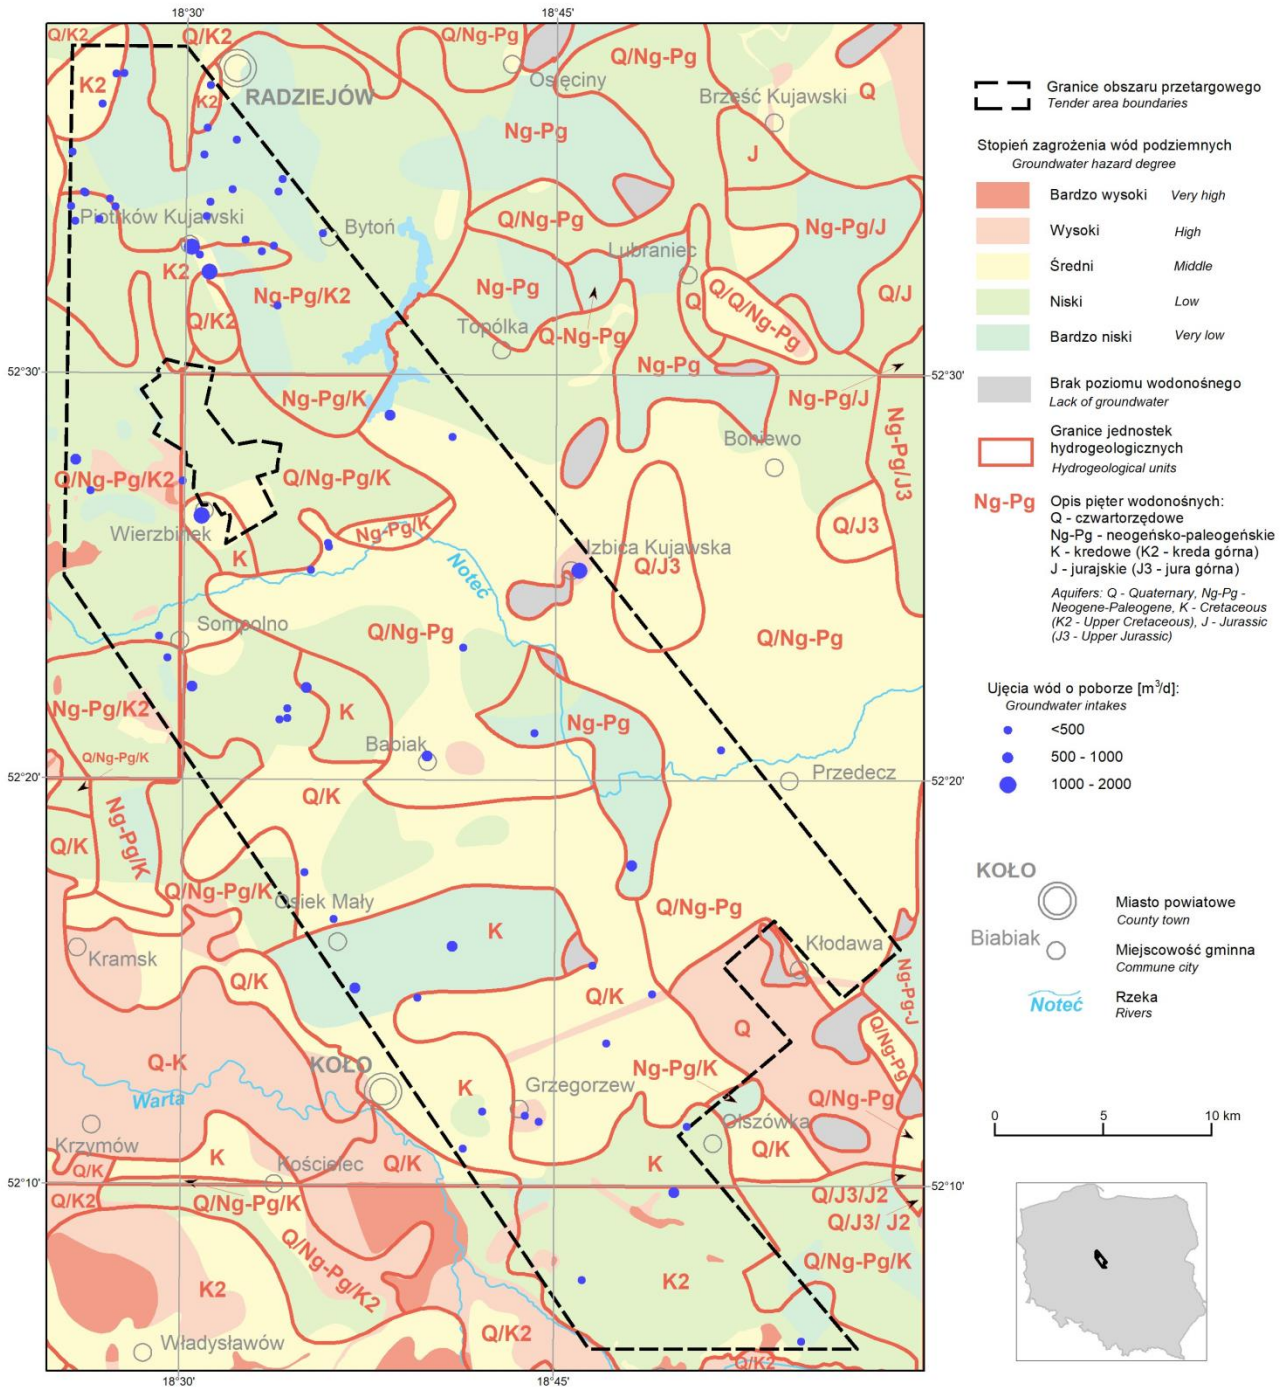 18°30'
18°45'
Q/K2
Q/K2
Q/Ng-Pg
Q/Ng-Pg
Osięciny
Brześć Kujawski
Q
K2
K2
RADZIEJÓW
Ng-Pg
J
Piotrków Kujawski
Bytoń
Q/Ng-Pg
Lubraniec
Ng-Pg/J
K2
Ng-Pg/K2
Ng-Pg
Q
Q/Q/Ng-Pg
Q/J
Q/K2
Topólka
Q-Ng-Pg
52°30'
52°30'
Ng-Pg
Ng-Pg/K
Ng-Pg/J
Boniewo
Ng-Pg/J3
Q/Ng-Pg/K2
Q/Ng-Pg/K
Wierzbinek
Ng-Pg/K
Q/J3
K
Noteć
Izbica Kujawska
Q/J3
Sompolno
Q/Ng-Pg
Q/Ng-Pg
Ng-Pg/K2
K
Ng-Pg
Babiak
Q/Ng-Pg/K
52°20'
52°20'
Przedecz
Q/K
Ng-Pg/K
Q/K
Q/Ng-Pg/K
Osiek Mały
Q/Ng-Pg
K
Kłodawa
Kramsk
Q/K
Q/K
Ng-Pg-J
Q
Q/Ng-Pg
Q-K
KOŁO
Ng-Pg/K
Warta
K
Grzegorzew
Q/Ng-Pg
Krzymów
Olszówka
Q/K
K
Kościelec
Q/K
K
Q/K
52°10'
52°10'
Q/K2
Q/Ng-Pg/K
Q/J3/J2
Q/J3/ J2
Q/Ng-Pg/K2
Q/Ng-Pg/K
K2
K2
Władysławów
Q/K2
Q/K2
18°30'
18°45'
Granice obszaru przetargowego
Tender area boundaries
Stopień zagrożenia wód podziemnych
Groundwater hazard degree
Bardzo wysoki Very high
Wysoki High
Średni Middle
Niski Low
Bardzo niski Very low
Brak poziomu wodonośnego
Lack of groundwater
Granice jednostek
hydrogeologicznych
Hydrogeological units
Ng-Pg Opis pięter wodonośnych:
Q - czwartorzędowe
Ng-Pg - neogeńsko-paleogeńskie
K - kredowe (K2 - kreda górna)
J - jurajskie (J3 - jura górna)
Aquifers: Q - Quaternary, Ng-Pg -
Neogene-Paleogene, K - Cretaceous
(K2 - Upper Cretaceous), J - Jurassic
(J3 - Upper Jurassic)
Ujęcia wód o poborze [m³/d]:
Groundwater intakes
<500
500 - 1000
1000 - 2000
KOŁO
Miasto powiatowe
County town
Biabiak
Miejscowość gminna
Commune city
Noteć
Rzeka
Rivers
0 5 10 km